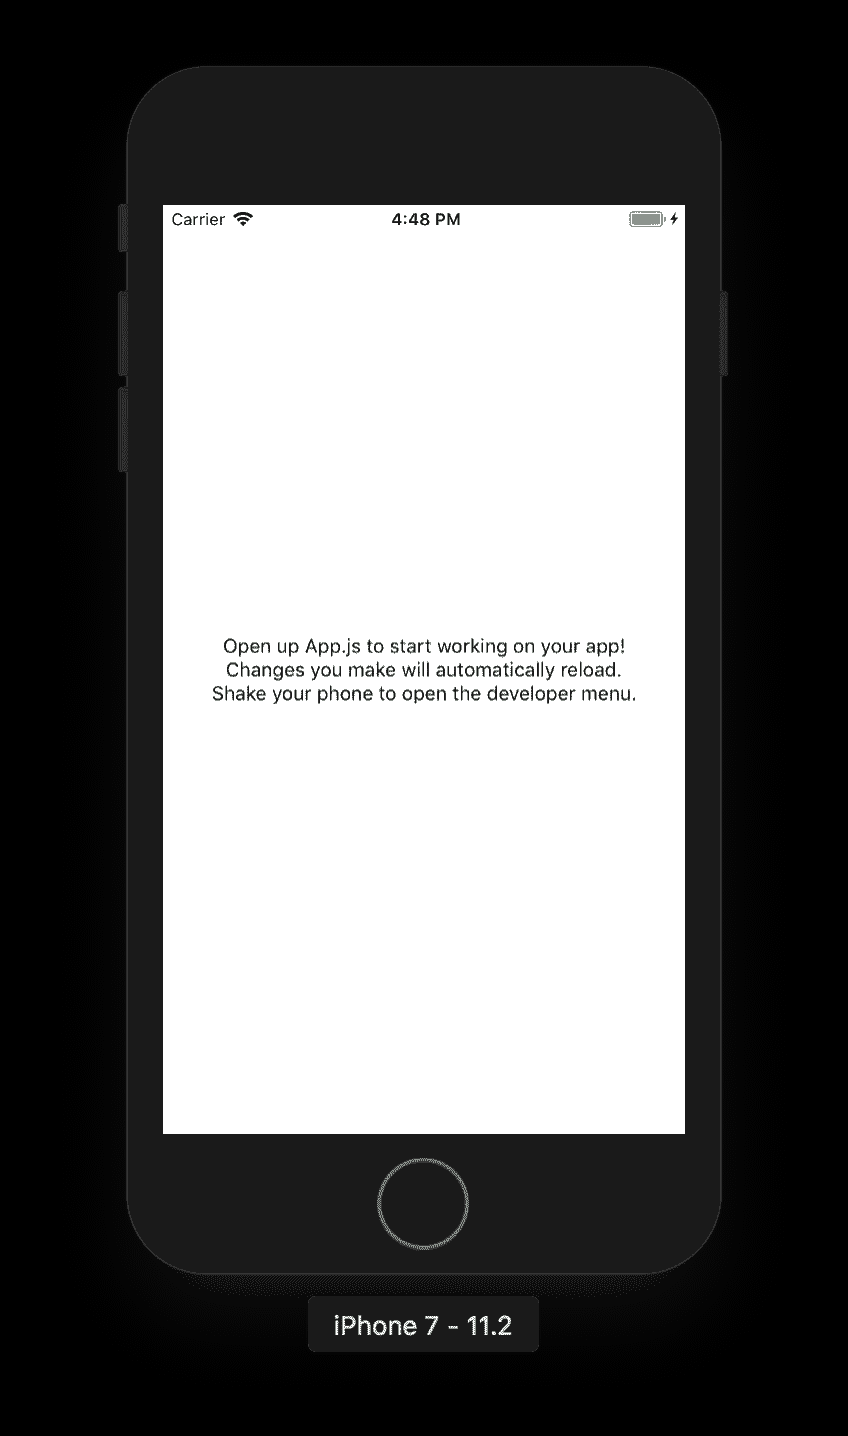 Carrier
4:48 PM
Open up App.js to start working on your app!
Changes you make will automatically reload.
Shake your phone to open the developer menu.
iPhone 7 - 11.2